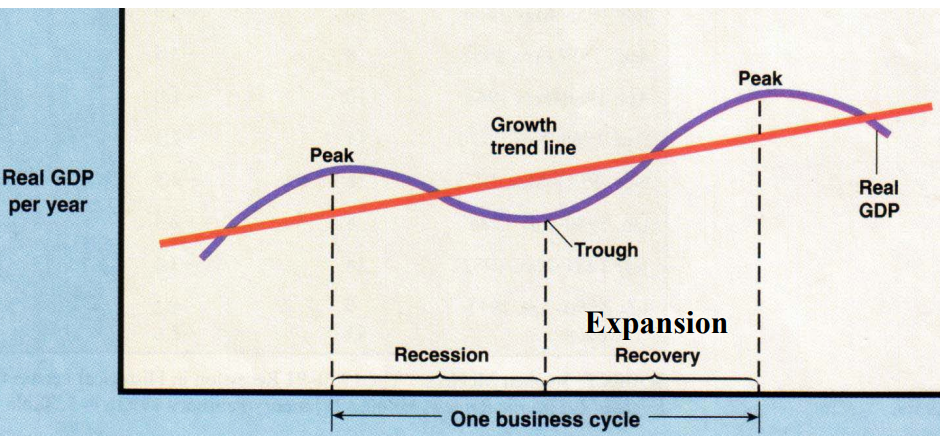 Peak
Growth
trend line
Peak
Real GDP
per year
Real
GDP
Trough
Expansion
Recession
Recovery
One business cycle